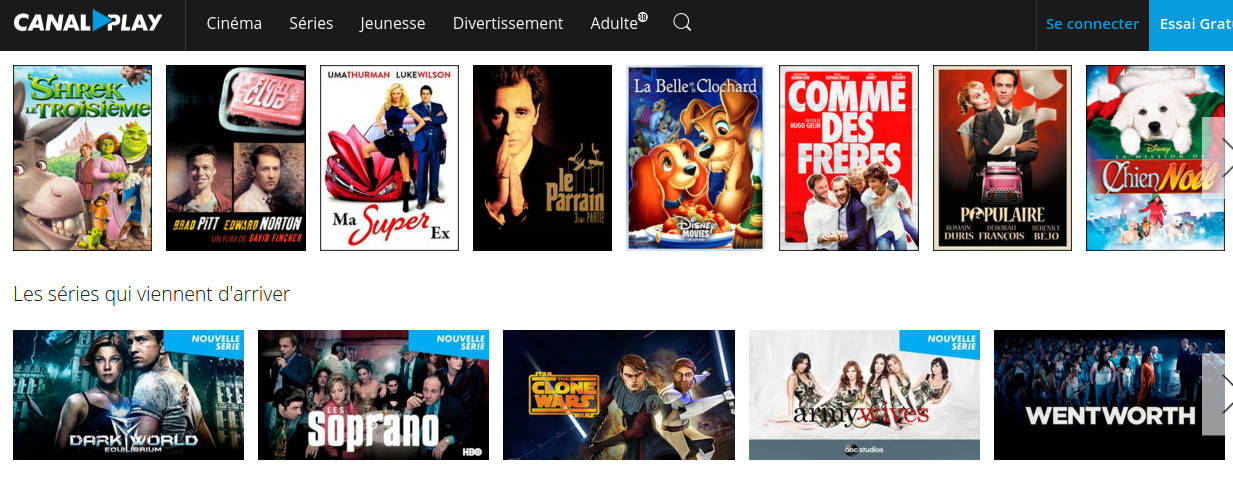 CANALPLAY
Cinéma
Séries
Jeunesse
Divertissement
Adulte
Se connecter
Essai Grat
SHREK
LE TROISIÈME
FIGHT
CLUB
BRAD PITT EDWARD NORTON
UN FILM DE DAVID FINCHER
UMA THURMAN LUKE WILSON
Ma Super Ex
le
Parrain
3ème PARTIE
La Belle et le Clochard
DISNEY
MOVIES
COMME
DES
FRÈRES
UN FILM DE
HUGO GELIN
POPULAIRE
ROMAIN DÉBORAH BÉRÉNICE
DURIS FRANÇOIS BEJO
Disney
LA MISSION DE
Chien Noël
Les séries qui viennent d'arriver
NOUVELLE
SÉRIE
DARK WORLD
EQUILIBRIUM
NOUVELLE
SÉRIE
LES
Soprano
HBO
STAR
THE
CLONE
WARS
WARS
NOUVELLE
SÉRIE
army wives
abc studios
WENTWORTH